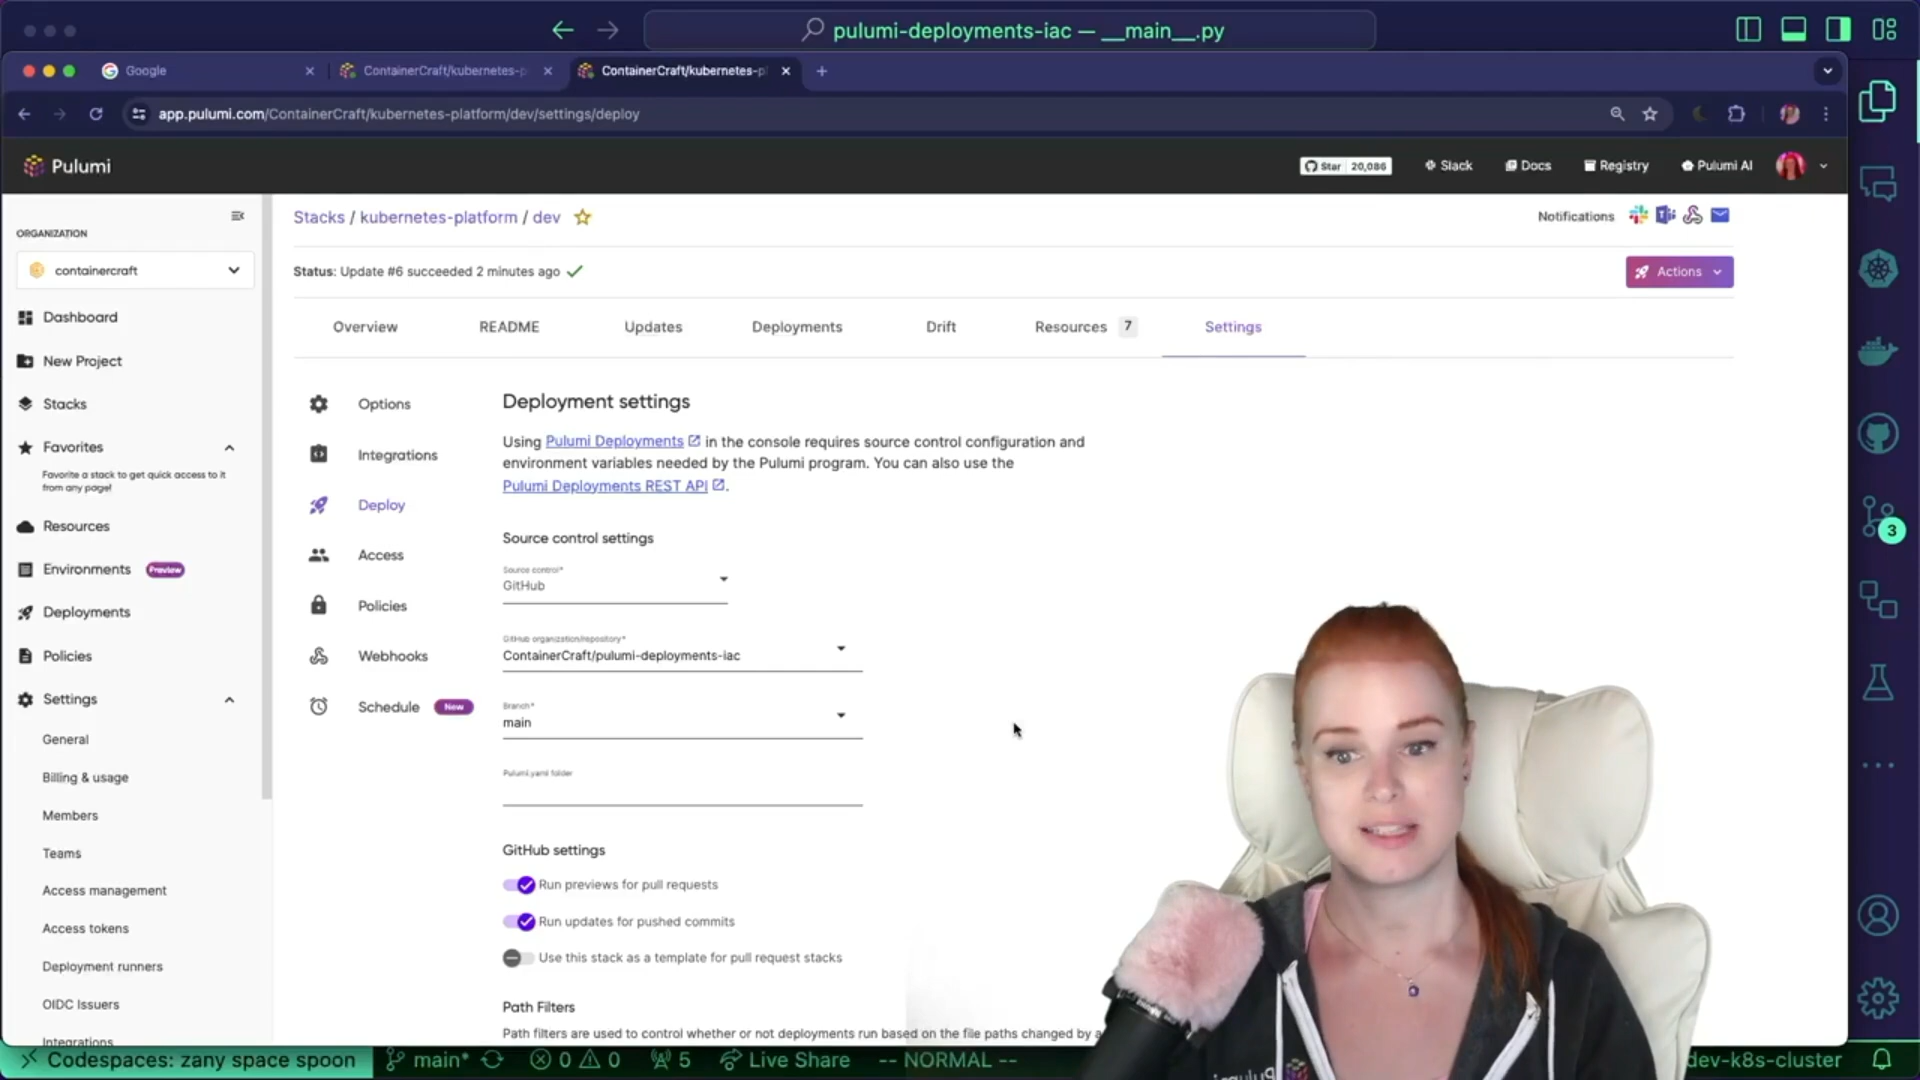 pulumi-deployments-iac — __main__.py
Google
ContainerCraft/kubernetes-p
ContainerCraft/kubernetes-pl
app.pulumi.com/ContainerCraft/kubernetes-platform/dev/settings/deploy
Pulumi
Star 20,086
Slack
Docs
Registry
Pulumi AI
ORGANIZATION
containercraft
Dashboard
New Project
Stacks
Favorites
Favorite a stack to get quick access to it
from any page!
Resources
Environments Preview
Deployments
Policies
Settings
General
Billing & usage
Members
Teams
Access management
Access tokens
Deployment runners
OIDC Issuers
Integrations
Stacks / kubernetes-platform / dev
Notifications
Status: Update #6 succeeded 2 minutes ago
Actions
Overview
README
Updates
Deployments
Drift
Resources 7
Settings
Options
Integrations
Deploy
Access
Policies
Webhooks
Schedule New
Deployment settings
Using Pulumi Deployments in the console requires source control configuration and
environment variables needed by the Pulumi program. You can also use the
Pulumi Deployments REST API .
Source control settings
Source control*
GitHub
GitHub organization/repository*
ContainerCraft/pulumi-deployments-iac
Branch*
main
Pulumi.yaml folder
GitHub settings
Run previews for pull requests
Run updates for pushed commits
Use this stack as a template for pull request stacks
Path Filters
Path filters are used to control whether or not deployments run based on the file paths changed by a
3
Codespaces: zany space spoon
main*
0
0
5
Live Share
-- NORMAL --
dev-k8s-cluster